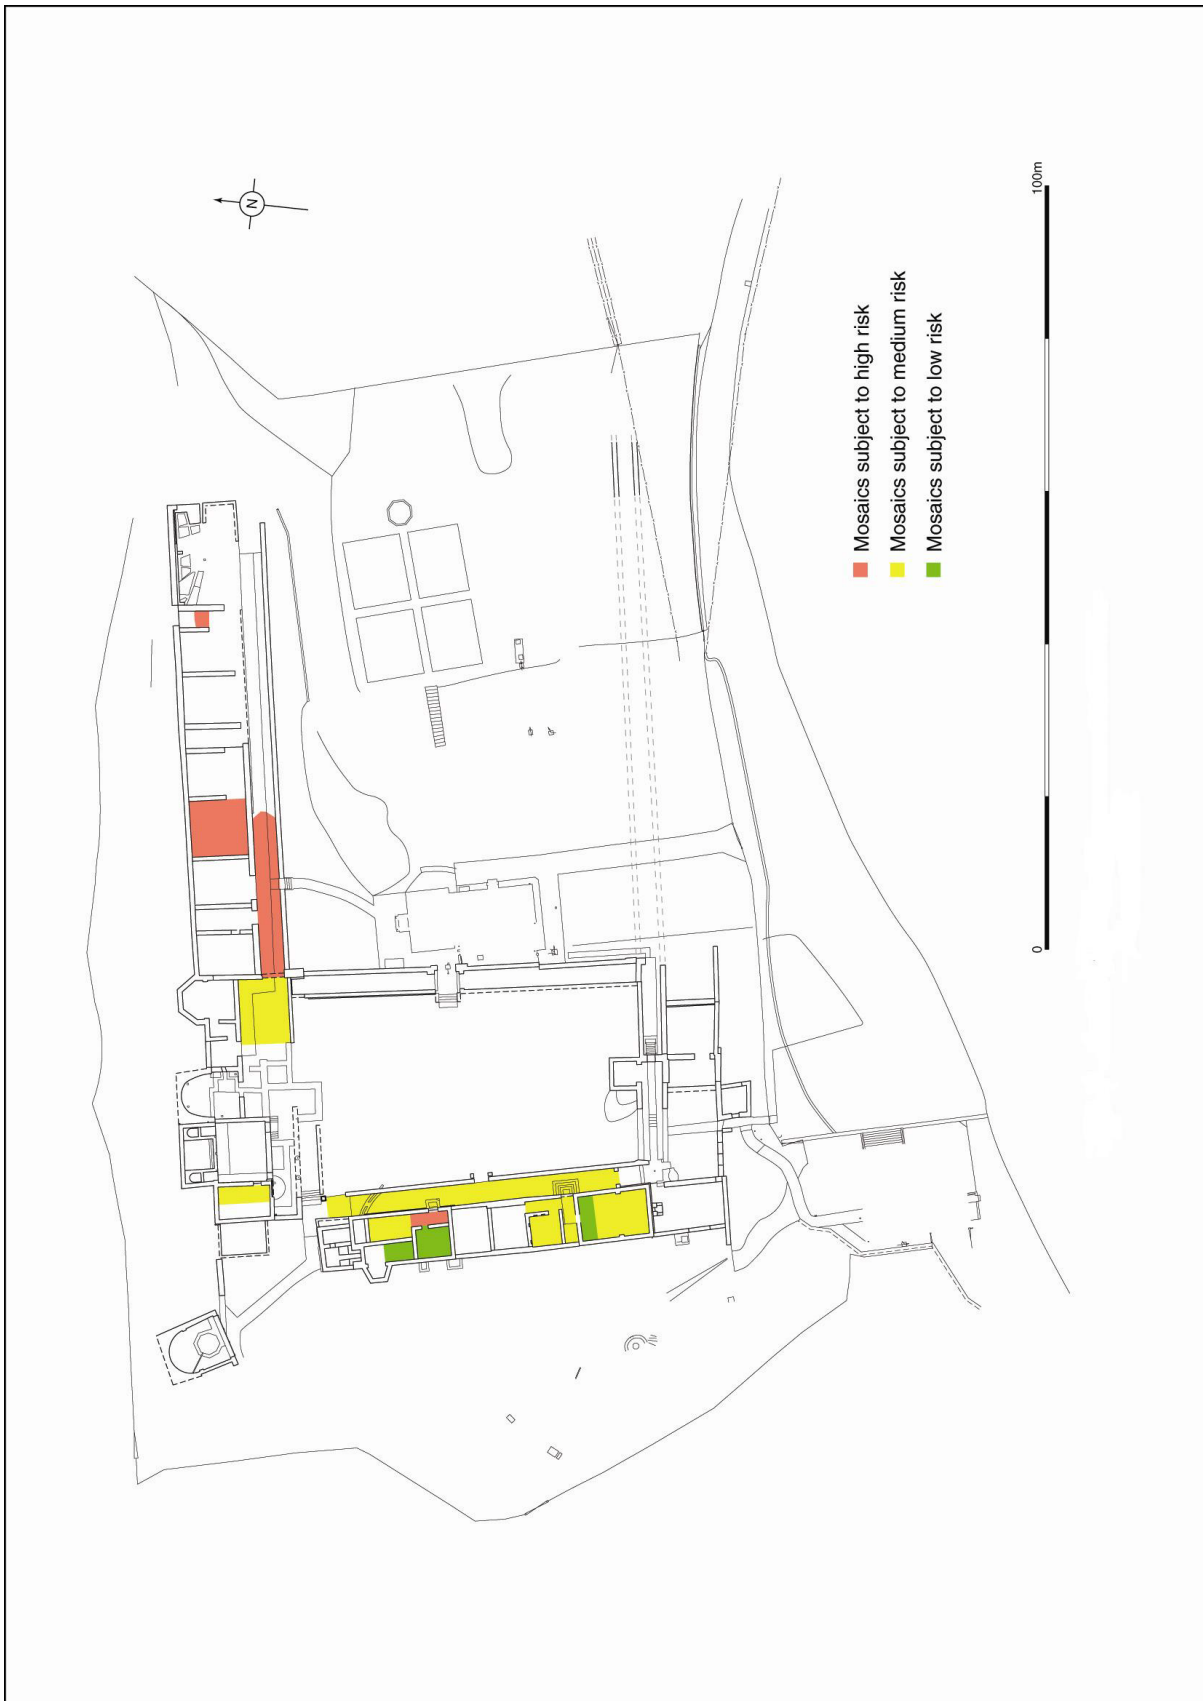 N
100m
0
Mosaics subject to high risk
Mosaics subject to medium risk
Mosaics subject to low risk